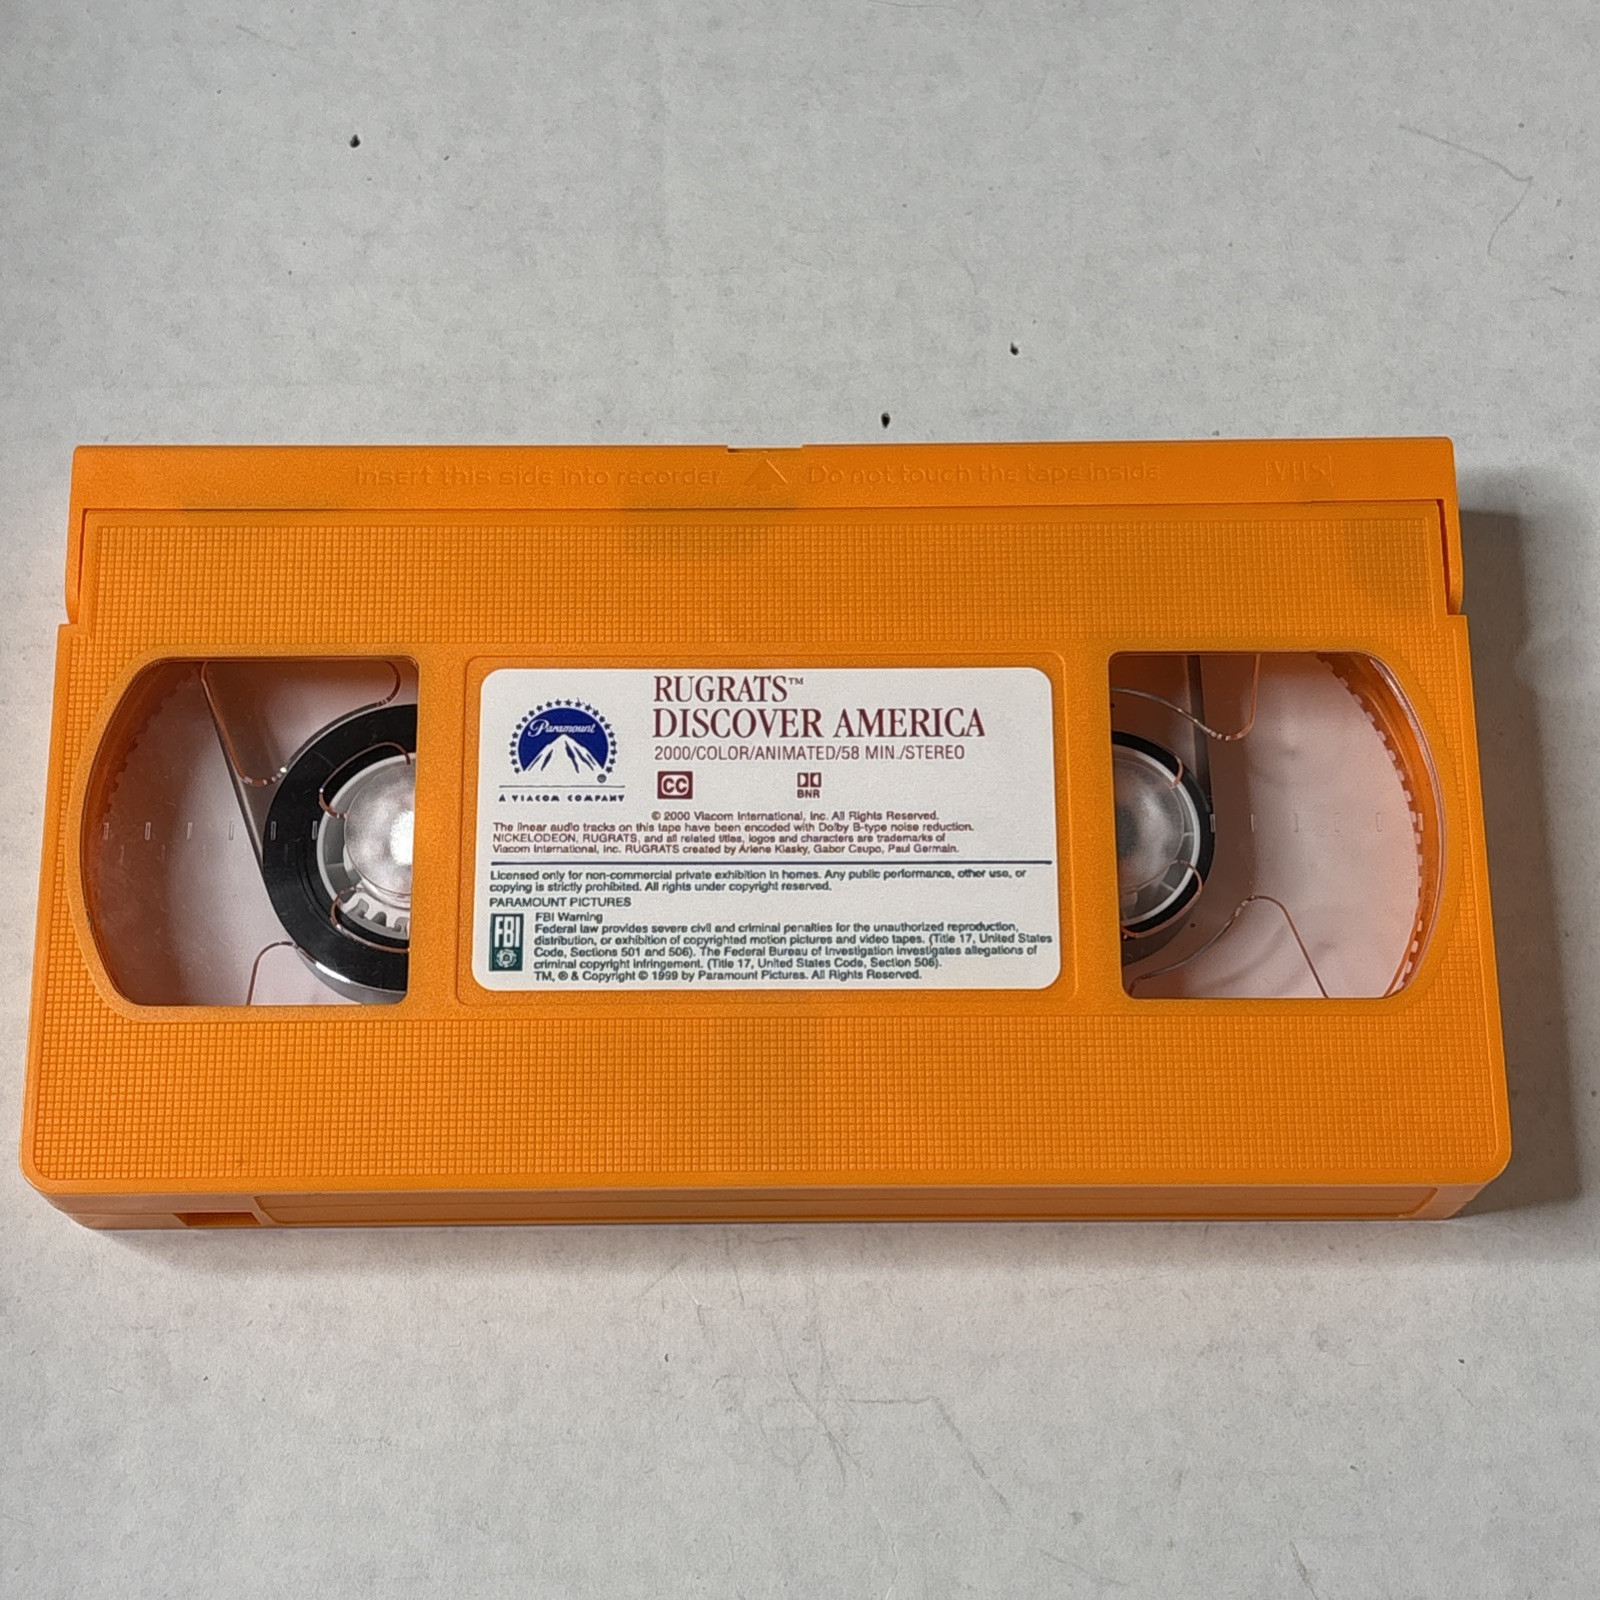 Insert this side into recorder Do not touch the tape inside VHS
RUGRATS™
DISCOVER AMERICA
2000/COLOR/ANIMATED/58 MIN./STEREO
Paramount
®
A VIACOM COMPANY
CC
BNR
© 2000 Viacom International, Inc. All Rights Reserved.
The linear audio tracks on this tape have been encoded with Dolby B-type noise reduction.
NICKELODEON, RUGRATS, and all related titles, logos and characters are trademarks of
Viacom International, Inc. RUGRATS created by Arlene Klasky, Gabor Csupo, Paul Germain.
Licensed only for non-commercial private exhibition in homes. Any public performance, other use, or
copying is strictly prohibited. All rights under copyright reserved.
PARAMOUNT PICTURES
FBI
FBI Warning
Federal law provides severe civil and criminal penalties for the unauthorized reproduction,
distribution, or exhibition of copyrighted motion pictures and video tapes. (Title 17, United States
Code, Sections 501 and 506). The Federal Bureau of Investigation investigates allegations of
criminal copyright infringement. (Title 17, United States Code, Section 506).
TM, ® & Copyright © 1999 by Paramount Pictures. All Rights Reserved.